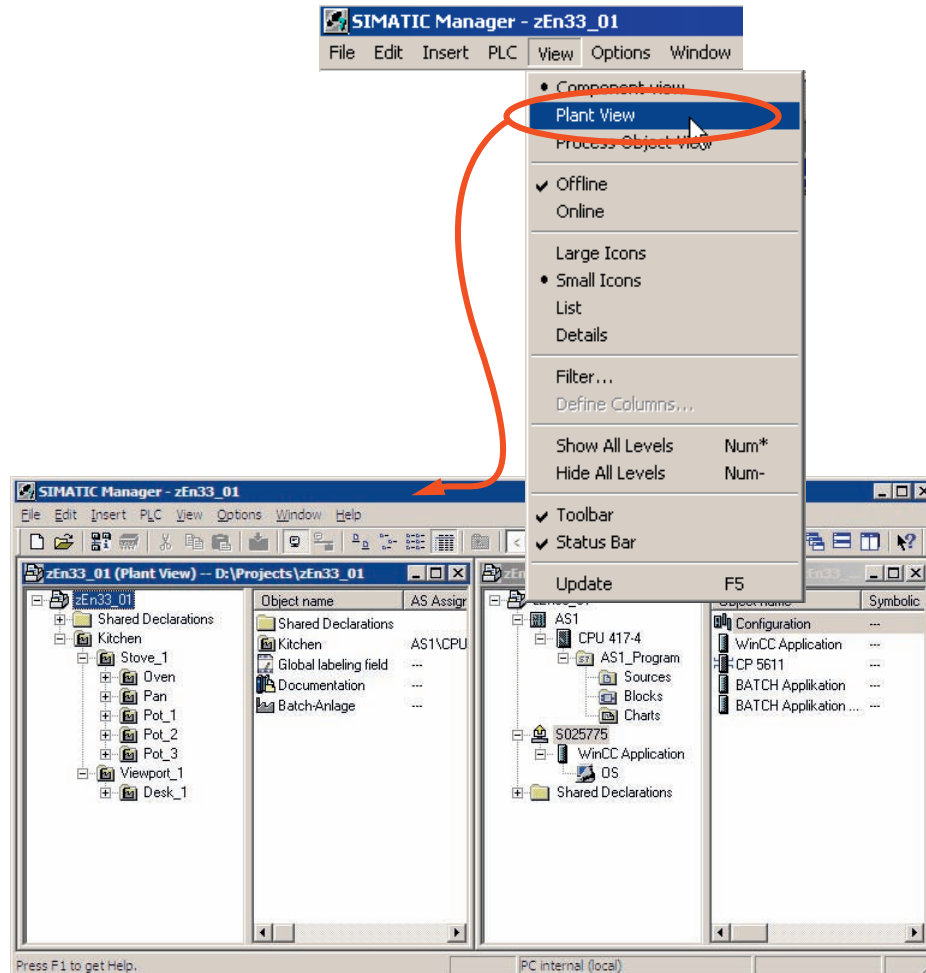 SIMATIC Manager - zEn33_01
File Edit Insert PLC View Options Window
Component view
Plant View
Process Object View
Offline
Online
Large Icons
Small Icons
List
Details
Filter...
Define Columns...
Show All Levels Num*
Hide All Levels Num-
Toolbar
Status Bar
Update F5
SIMATIC Manager - zEn33_01
File Edit Insert PLC View Options Window Help
zEn33_01 (Plant View) -- D:\Projects\zEn33_01
zEn33_01
Shared Declarations
Kitchen
Stove_1
Oven
Pan
Pot_1
Pot_2
Pot_3
Viewport_1
Desk_1
Object name AS Assigr
Shared Declarations
Kitchen AS1\CPU
Global labeling field ---
Documentation ---
Batch-Anlage ---
AS1
CPU 417-4
AS1_Program
Sources
Blocks
Charts
S025775
WinCC Application
OS
Shared Declarations
Object name Symbolic
Configuration ---
WinCC Application ---
CP 5611 ---
BATCH Applikation ---
BATCH Applikation ... ---
Press F1 to get Help.
PC internal (local)